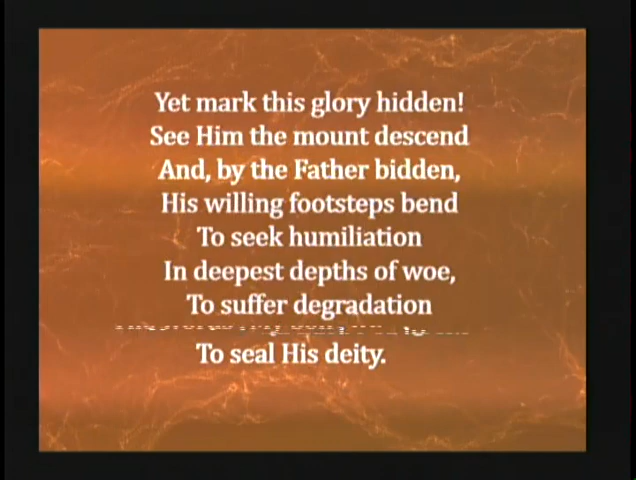 Yet mark this glory hidden!
See Him the mount descend
And, by the Father bidden,
His willing footsteps bend
To seek humiliation
In deepest depths of woe,
To suffer degradation
To seal His deity.